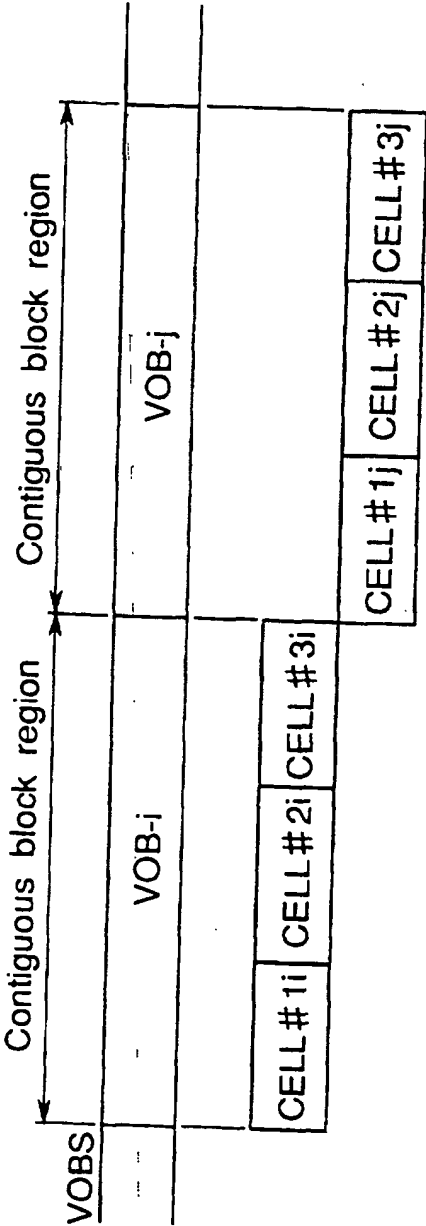 Contiguous block region
Contiguous block region
VOBS
VOB-i
VOB-j
CELL#1i
CELL#2i
CELL#3i
CELL#1j
CELL#2j
CELL#3j